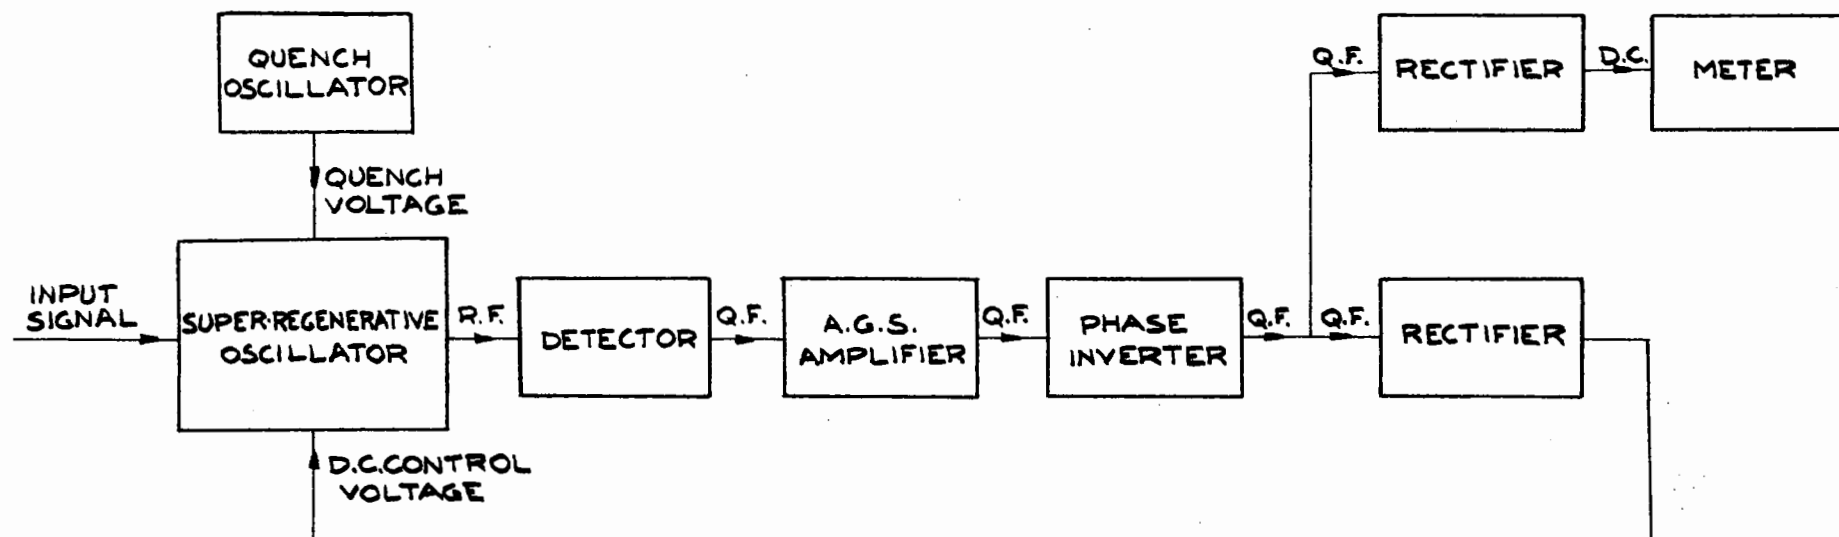 QUENCH
OSCILLATOR
QUENCH
VOLTAGE
INPUT
SIGNAL
SUPER-REGENERATIVE
OSCILLATOR
R.F.
DETECTOR
Q.F.
A.G.S.
AMPLIFIER
Q.F.
PHASE
INVERTER
Q.F.
Q.F.
RECTIFIER
Q.F.
RECTIFIER
D.C.
METER
D.C. CONTROL
VOLTAGE